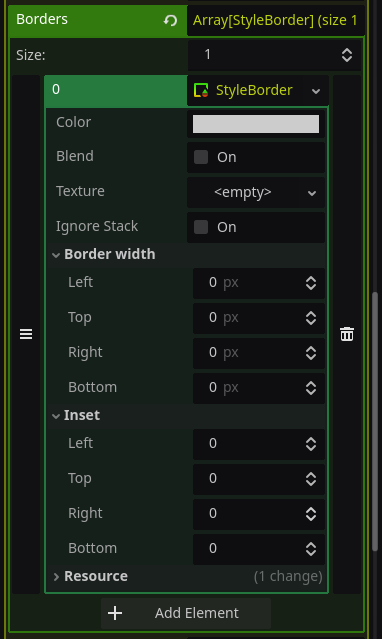 Borders Array[StyleBorder] (size 1
Size: 1
0 StyleBorder
Color
Blend On
Texture <empty>
Ignore Stack On
Border width
Left 0 px
Top 0 px
Right 0 px
Bottom 0 px
Inset
Left 0
Top 0
Right 0
Bottom 0
Resource (1 change)
Add Element